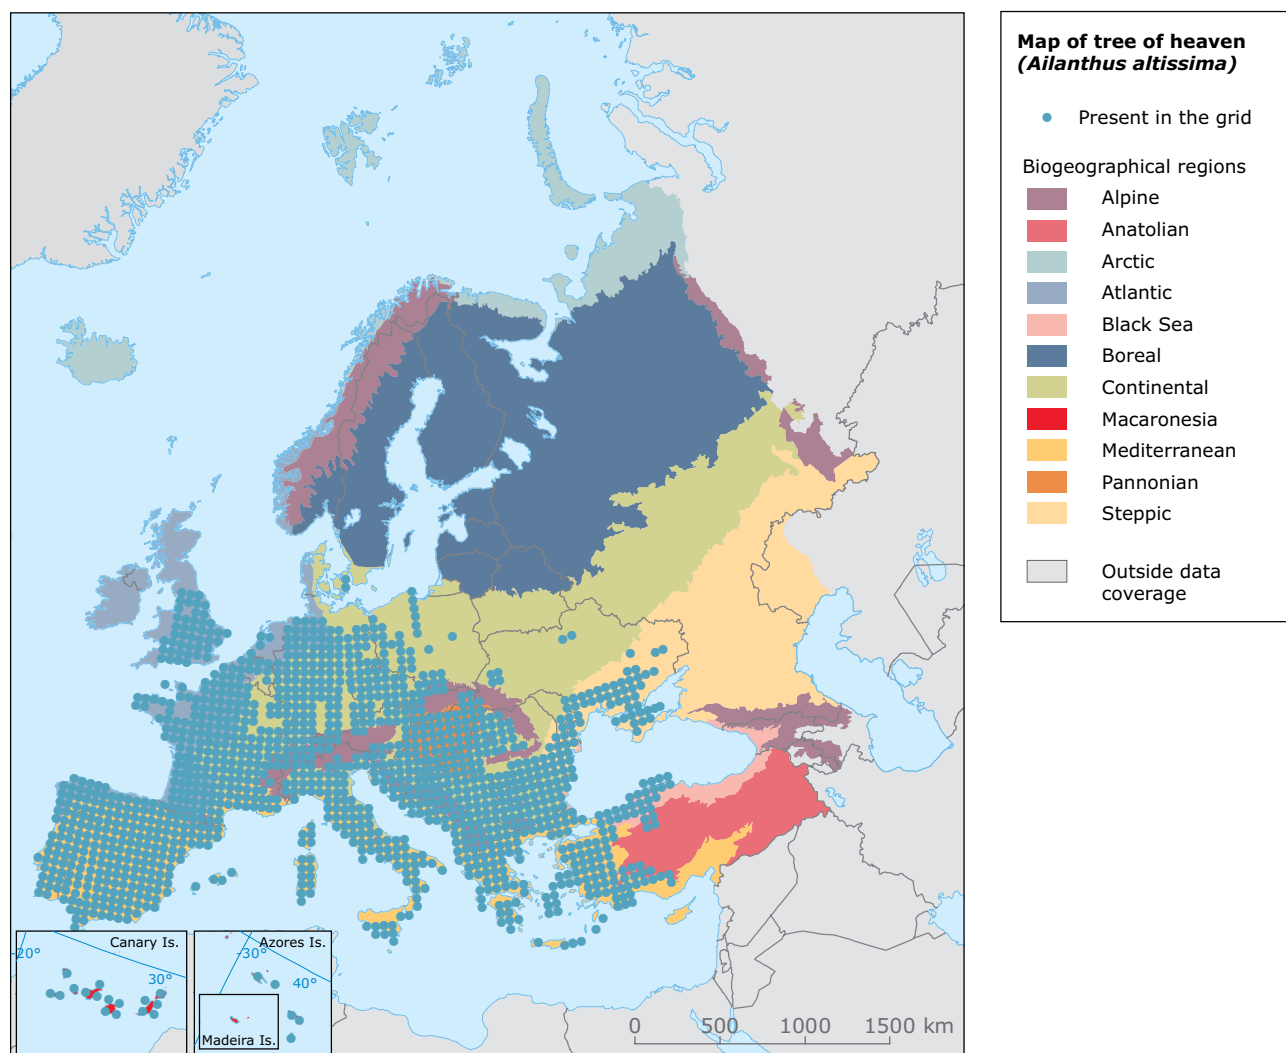 Map of tree of heaven
(Ailanthus altissima)
Present in the grid
Biogeographical regions
Alpine
Anatolian
Arctic
Atlantic
Black Sea
Boreal
Continental
Macaronesia
Mediterranean
Pannonian
Steppic
Outside data
coverage
Canary Is.
20°
30°
Azores Is.
-30°
40°
Madeira Is.
0 500 1000 1500 km